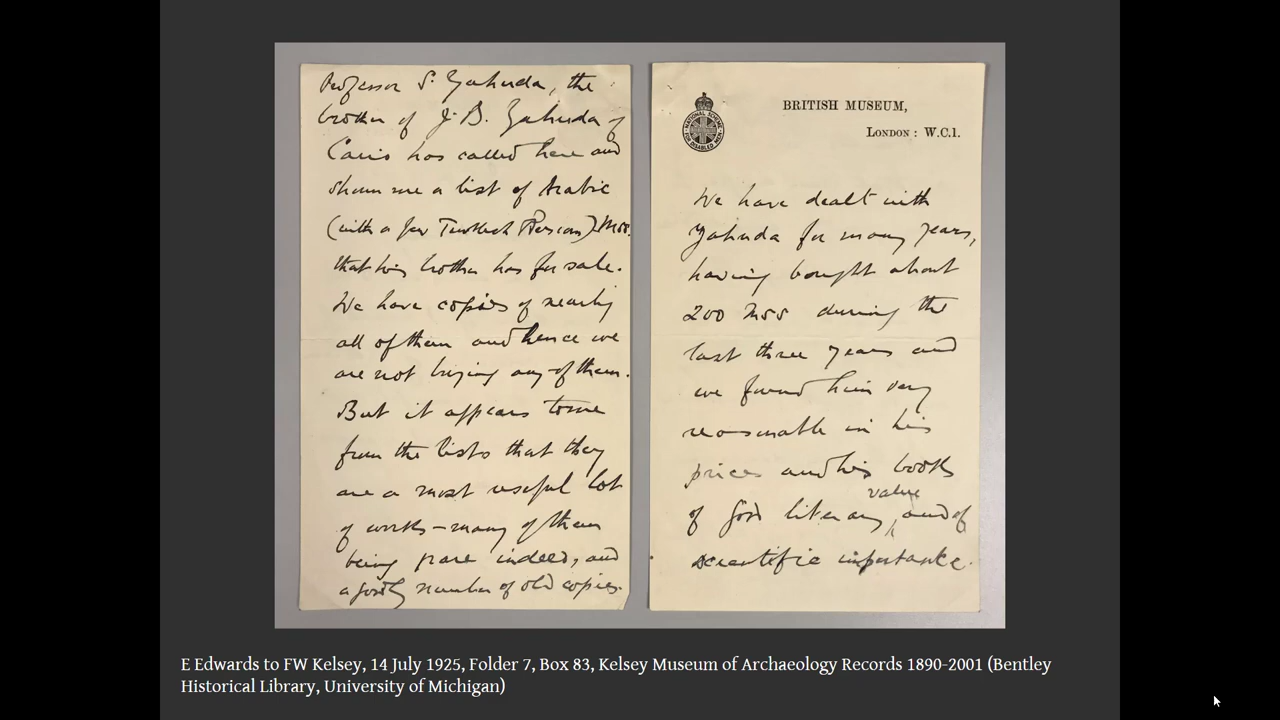 Professor S. Yahuda, the
brother of J. B. Yahuda of
Cairo has called here and
shown me a list of Arabic
(with a few Turkish Persian) Mss.
that his brother has for sale.
We have copies of nearly
all of them and hence we
are not buying any of them.
But it appears to me
from the lists that they
are a most useful lot
of works – many of them
being rare indeed, and
a goodly number of old copies.
BRITISH MUSEUM,
LONDON: W.C.1.
NATIONAL SCHEME
FOR DISABLED MEN
We have dealt with
Yahuda for many years,
having bought about
200 Mss during the
last three years and
we found him very
reasonable in his
prices and his books
of good literary value and of
scientific importance.
E Edwards to FW Kelsey, 14 July 1925, Folder 7, Box 83, Kelsey Museum of Archaeology Records 1890-2001 (Bentley
Historical Library, University of Michigan)